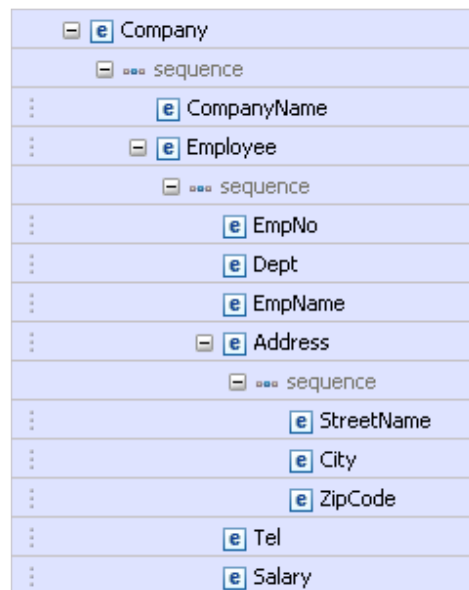 e Company
sequence
e CompanyName
e Employee
sequence
e EmpNo
e Dept
e EmpName
e Address
sequence
e StreetName
e City
e ZipCode
e Tel
e Salary